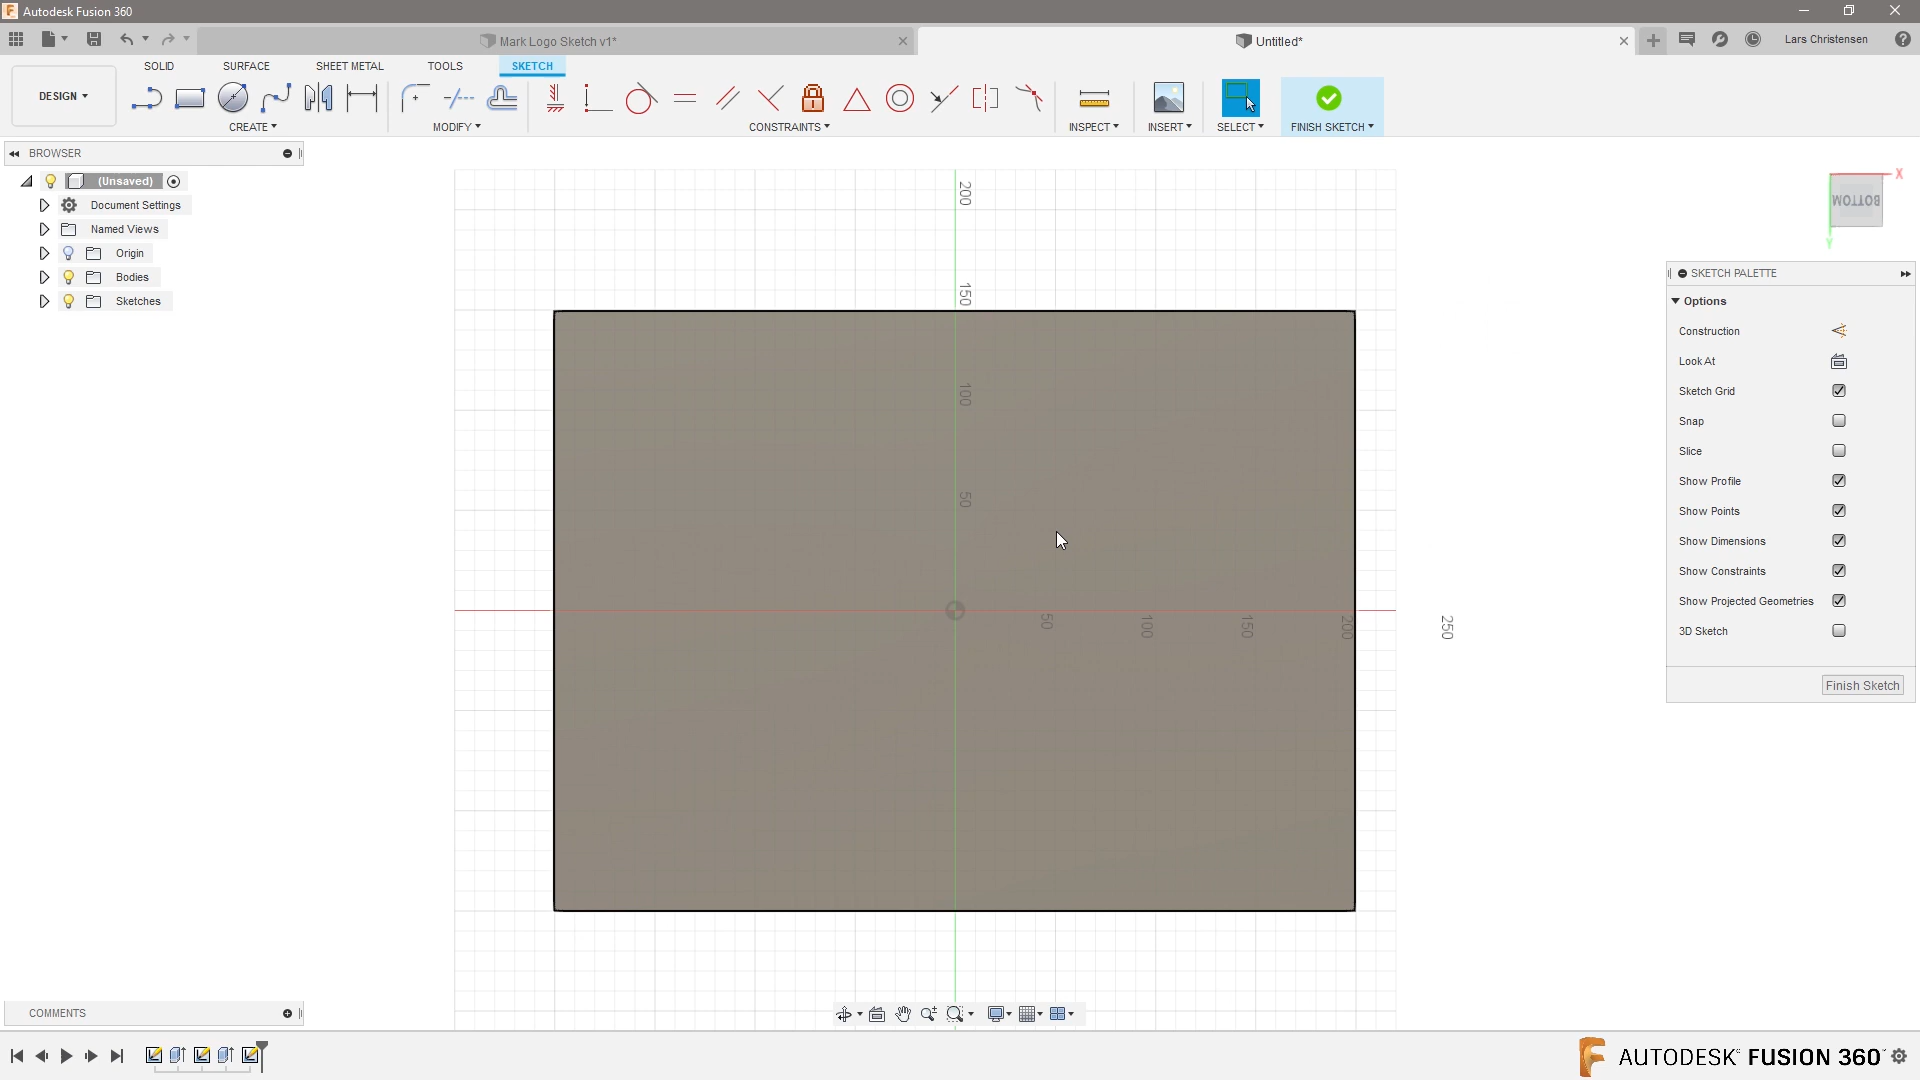 Autodesk Fusion 360
Mark Logo Sketch v1*
Untitled*
Lars Christensen
SOLID SURFACE SHEET METAL TOOLS SKETCH
DESIGN
CREATE MODIFY CONSTRAINTS INSPECT INSERT SELECT FINISH SKETCH
BROWSER
(Unsaved)
Document Settings
Named Views
Origin
Bodies
Sketches
200
150
100
50
50 100 150 200 250
X
BOTTOM
Y
SKETCH PALETTE
Options
Construction
Look At
Sketch Grid
Snap
Slice
Show Profile
Show Points
Show Dimensions
Show Constraints
Show Projected Geometries
3D Sketch
Finish Sketch
COMMENTS
AUTODESK FUSION 360